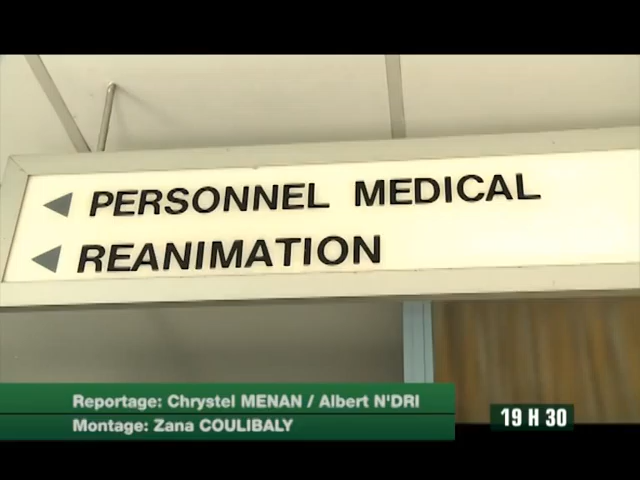 PERSONNEL MEDICAL
REANIMATION
Reportage: Chrystel MENAN / Albert N'DRI
Montage: Zana COULIBALY
19 H 30